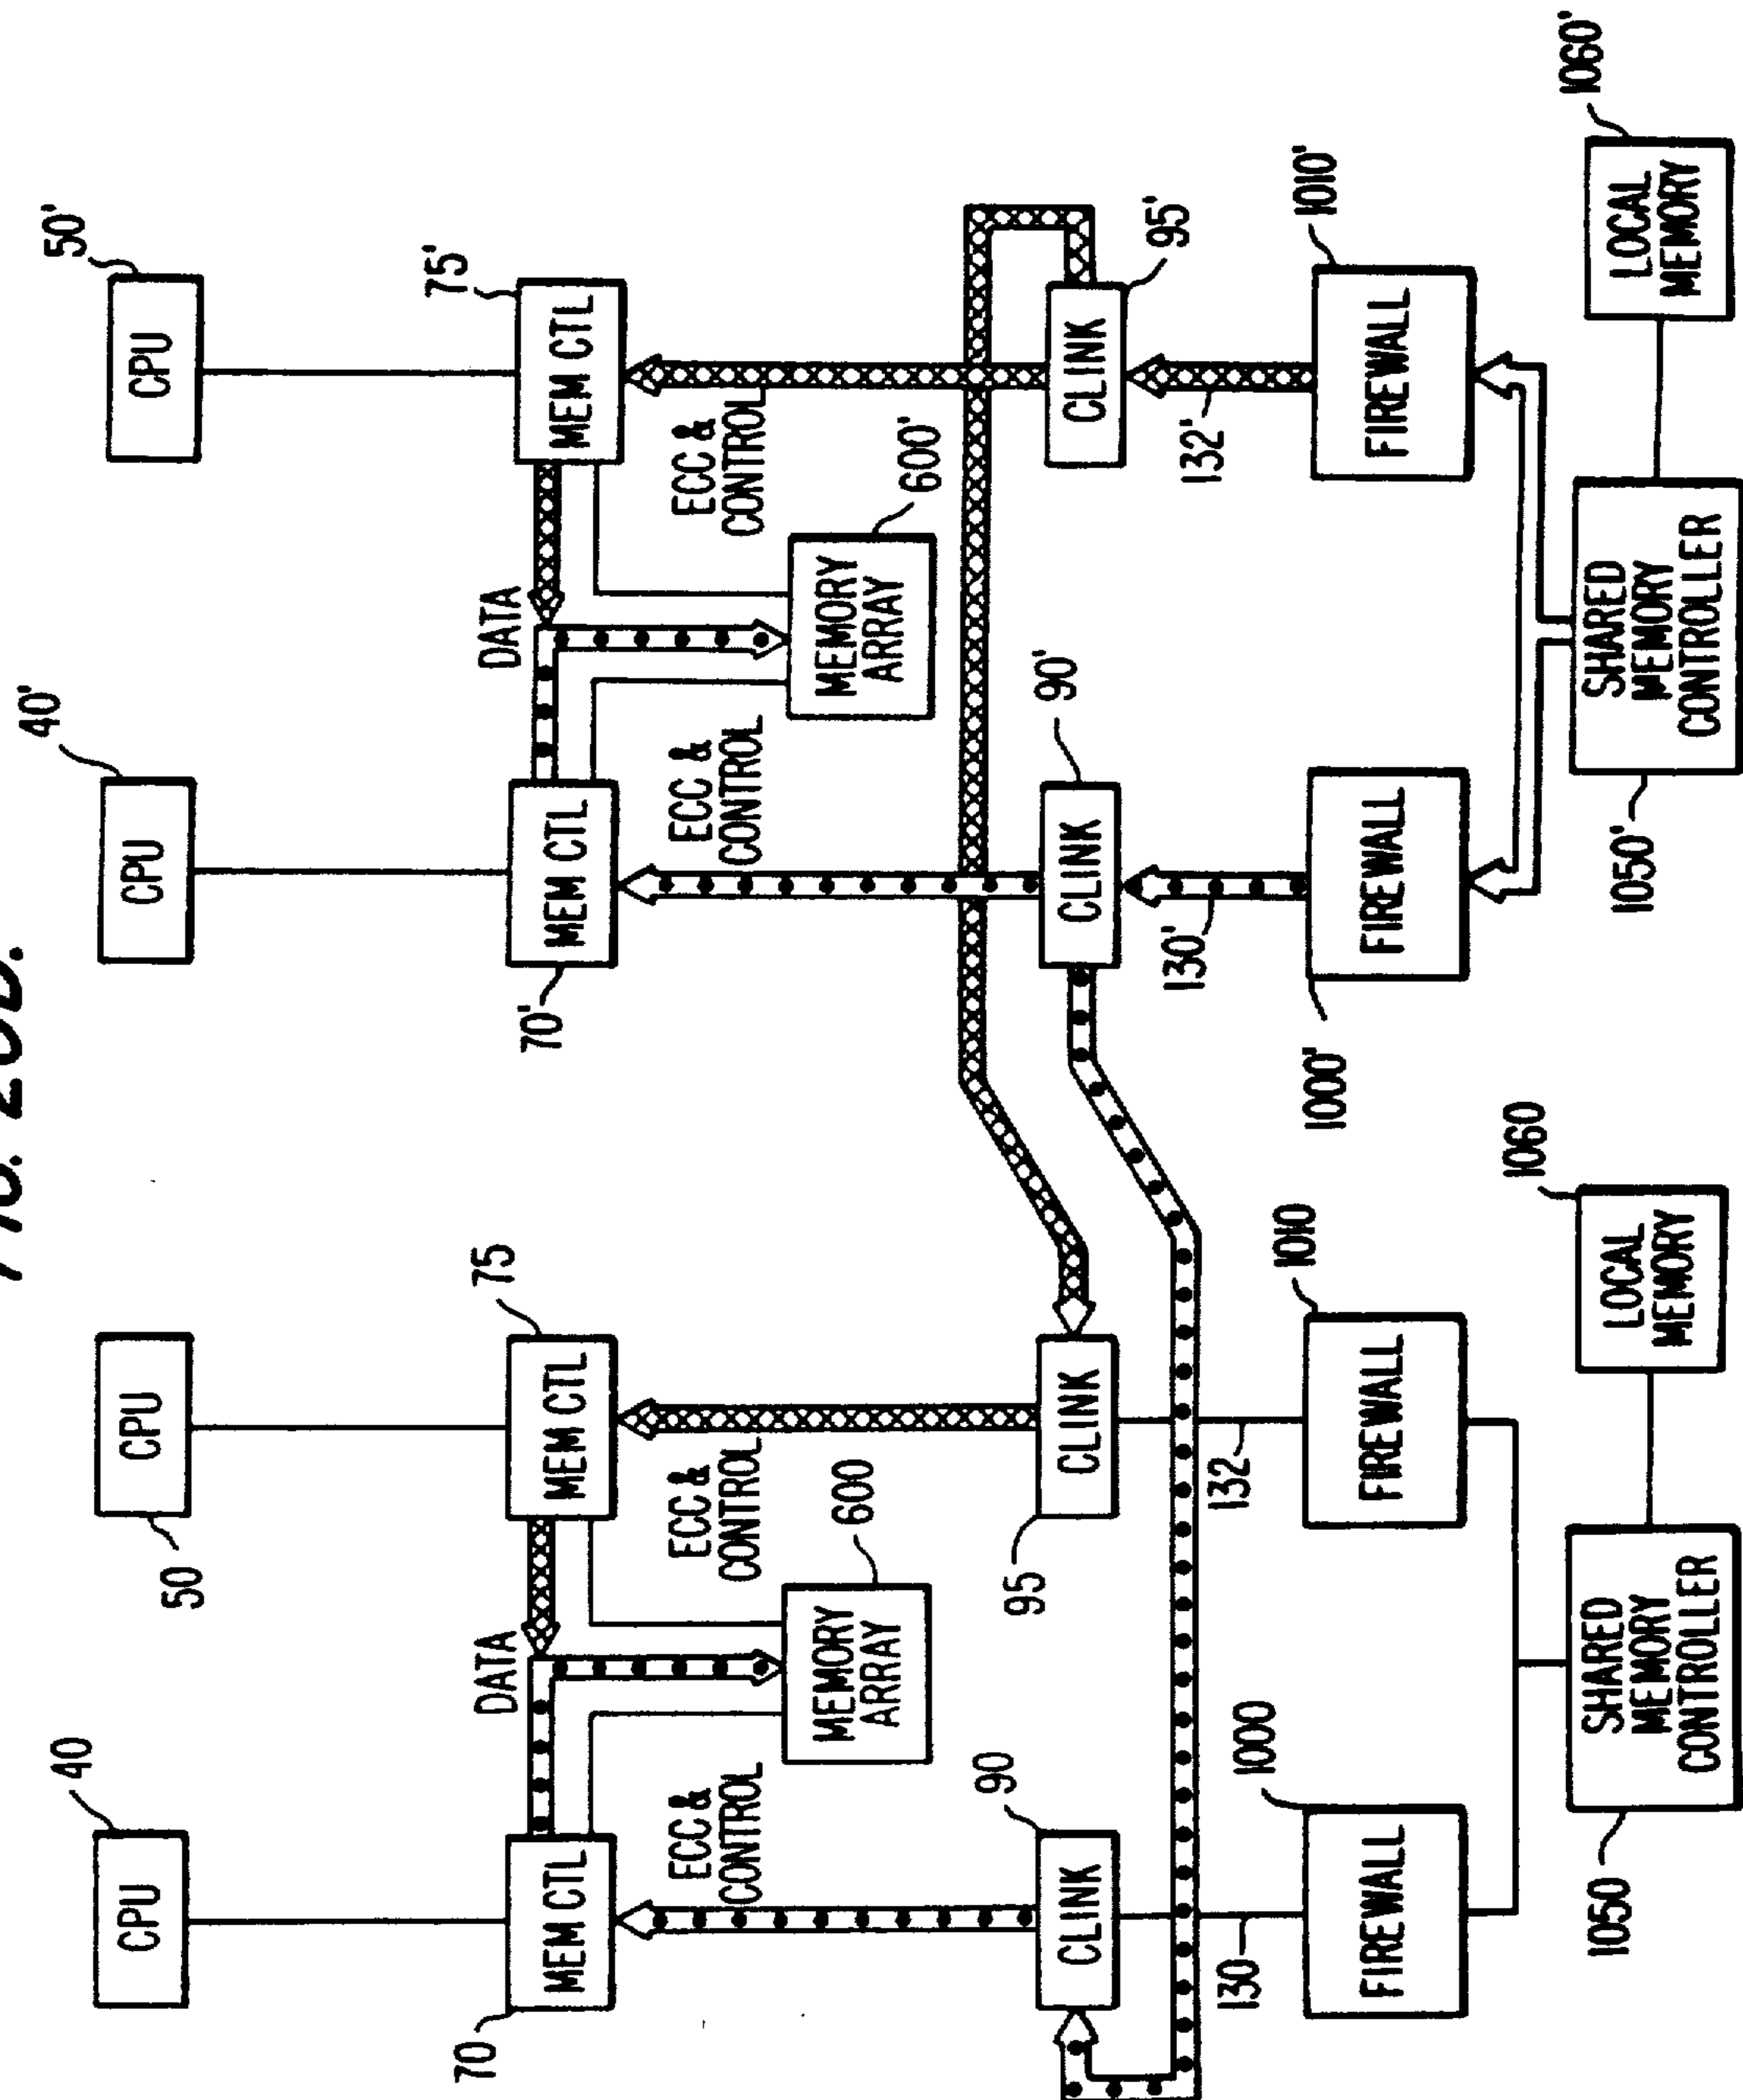 FIG.
40
CPU
50
CPU
40'
CPU
50'
CPU
70
MEM CTL
DATA
75
MEM CTL
70'
MEM CTL
DATA
75'
MEM CTL
ECC &
CONTROL
ECC &
CONTROL
ECC &
CONTROL
ECC &
CONTROL
600
MEMORY
ARRAY
600'
MEMORY
ARRAY
90
CLINK
95
CLINK
90'
CLINK
95'
CLINK
130
132
130'
132'
1000
FIREWALL
1010
FIREWALL
1000'
FIREWALL
1010'
FIREWALL
1050
SHARED
MEMORY
CONTROLLER
1060
LOCAL
MEMORY
1050'
SHARED
MEMORY
CONTROLLER
1060'
LOCAL
MEMORY